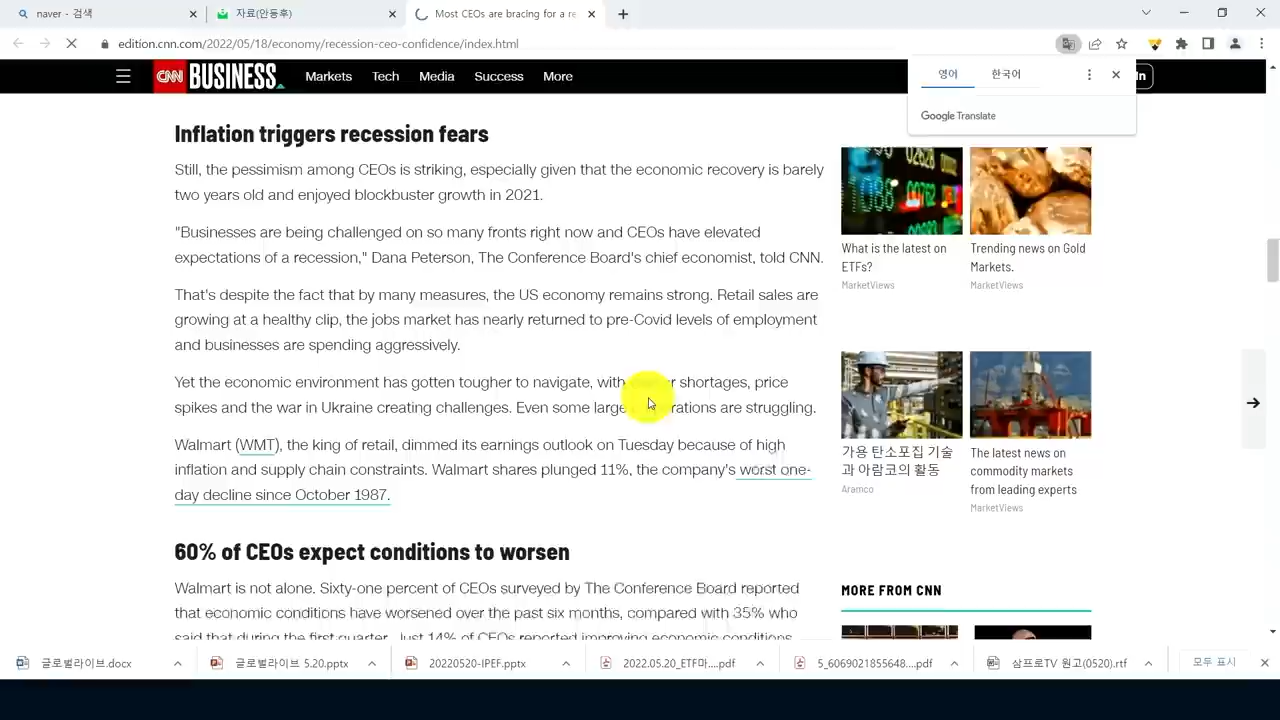 naver - 검색
자료(안동후)
Most CEOs are bracing for a re
edition.cnn.com/2022/05/18/economy/recession-ceo-confidence/index.html
CNN BUSINESS
Markets
Tech
Media
Success
More
영어
한국어
Google Translate
in
Inflation triggers recession fears
Still, the pessimism among CEOs is striking, especially given that the economic recovery is barely
two years old and enjoyed blockbuster growth in 2021.
"Businesses are being challenged on so many fronts right now and CEOs have elevated
expectations of a recession," Dana Peterson, The Conference Board's chief economist, told CNN.
That's despite the fact that by many measures, the US economy remains strong. Retail sales are
growing at a healthy clip, the jobs market has nearly returned to pre-Covid levels of employment
and businesses are spending aggressively.
Yet the economic environment has gotten tougher to navigate, with shortages, price
spikes and the war in Ukraine creating challenges. Even some large are struggling.
Walmart (WMT), the king of retail, dimmed its earnings outlook on Tuesday because of high
inflation and supply chain constraints. Walmart shares plunged 11%, the company's worst one-
day decline since October 1987.
60% of CEOs expect conditions to worsen
Walmart is not alone. Sixty-one percent of CEOs surveyed by The Conference Board reported
that economic conditions have worsened over the past six months, compared with 35% who
said that during the first quarter. Just 14% of CEOs reported improving economic conditions,
What is the latest on
ETFs?
MarketViews
Trending news on Gold
Markets.
MarketViews
가용 탄소포집 기술
과 아람코의 활동
Aramco
The latest news on
commodity markets
from leading experts
MarketViews
MORE FROM CNN
글로벌라이브.docx
글로벌라이브 5.20.pptx
20220520-IPEF.pptx
2022.05.20_ETF마....pdf
5_6069021855648....pdf
삼프로TV 원고(0520).rtf
모두 표시